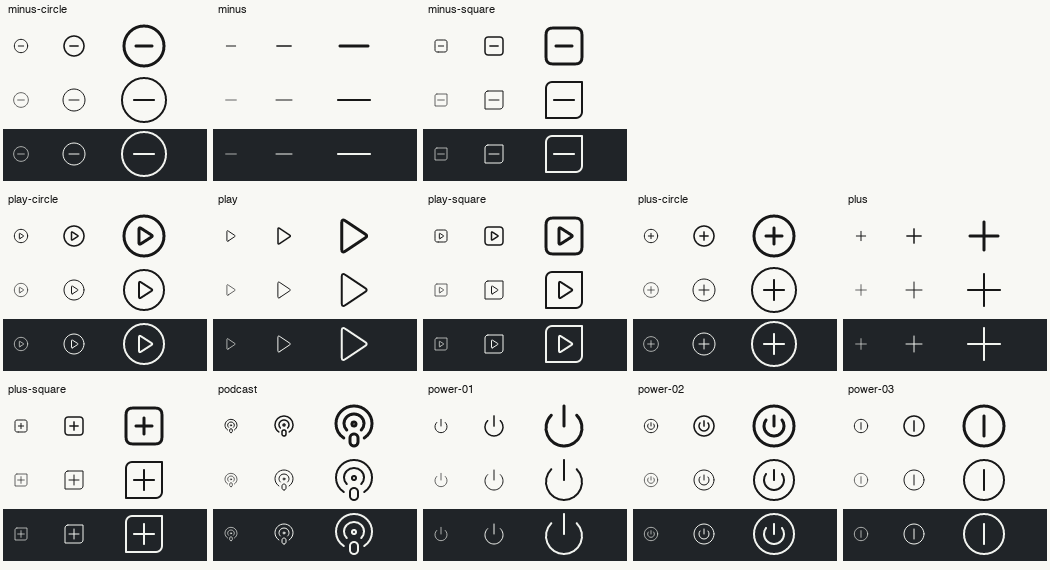 minus-circle
minus
minus-square
play-circle
play
play-square
plus-circle
plus
plus-square
podcast
power-01
power-02
power-03